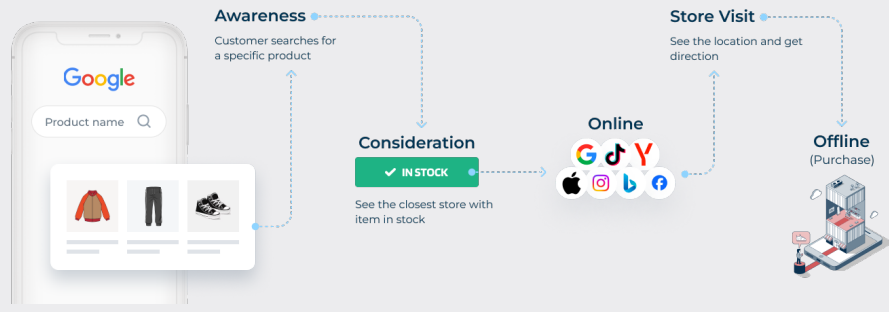 Google
Product name
Awareness
Customer searches for
a specific product
Consideration
IN STOCK
See the closest store with
item in stock
Online
Store Visit
See the location and get
direction
Offline
(Purchase)